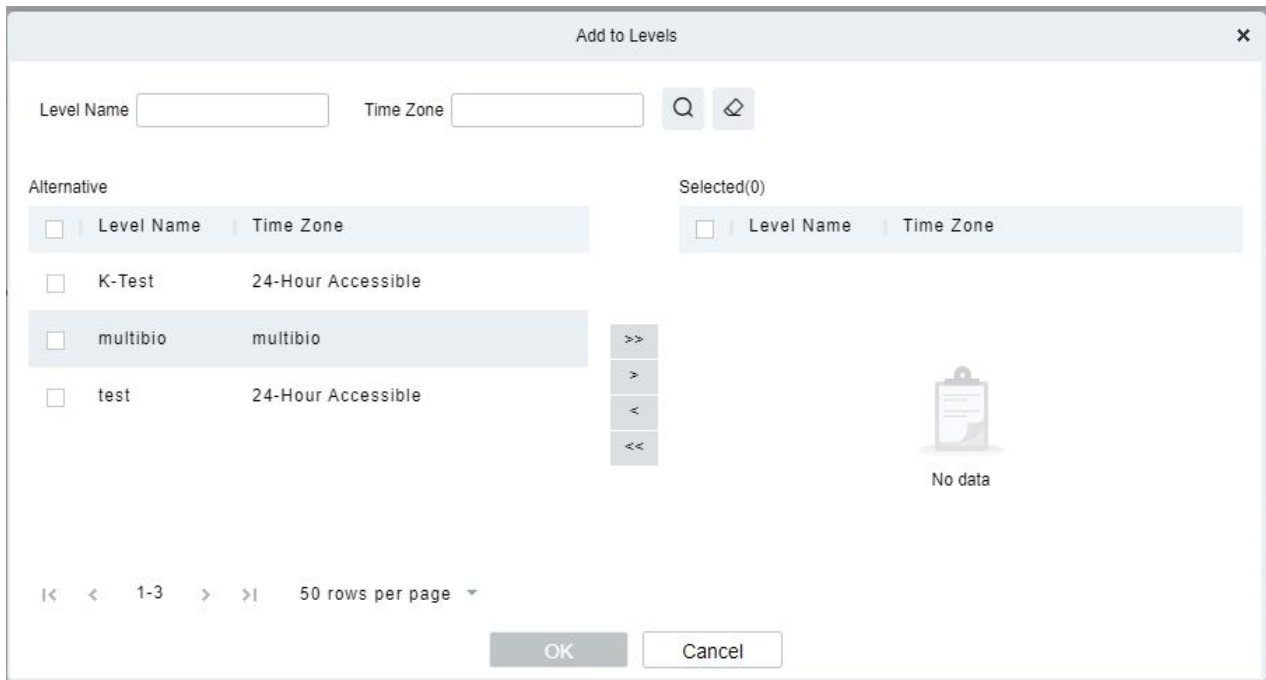 Add to Levels
Level Name Time Zone
Alternative
Selected(0)
Level Name Time Zone
Level Name Time Zone
K-Test 24-Hour Accessible
multibio multibio
test 24-Hour Accessible
>>
>
<
<<
No data
1-3 50 rows per page
OK Cancel